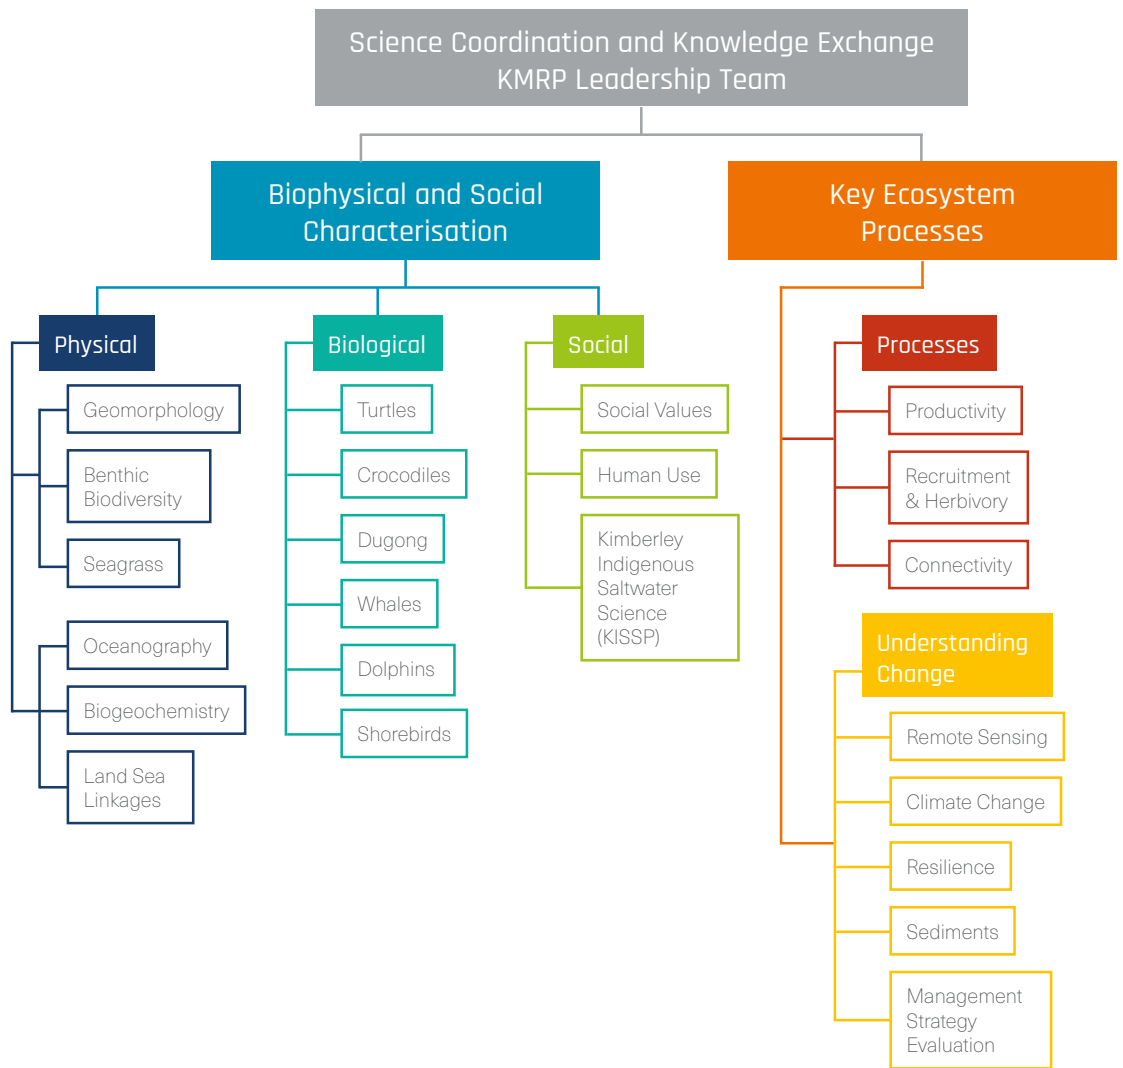 Science Coordination and Knowledge Exchange
KMRP Leadership Team
Biophysical and Social
Characterisation
Key Ecosystem
Processes
Physical
Geomorphology
Benthic
Biodiversity
Seagrass
Oceanography
Biogeochemistry
Land Sea
Linkages
Biological
Turtles
Crocodiles
Dugong
Whales
Dolphins
Shorebirds
Social
Social Values
Human Use
Kimberley
Indigenous
Saltwater
Science
(KISSP)
Processes
Productivity
Recruitment
& Herbivory
Connectivity
Understanding
Change
Remote Sensing
Climate Change
Resilience
Sediments
Management
Strategy
Evaluation